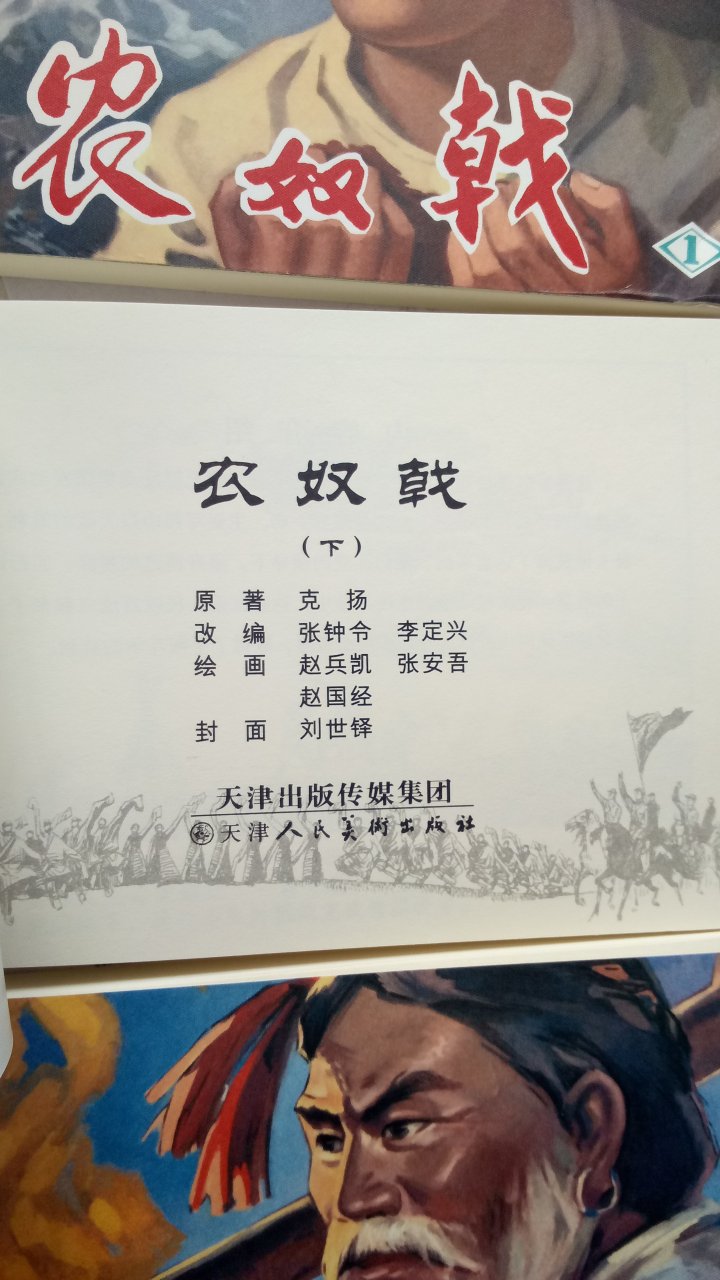 农奴戟
1
农奴戟
(下)
原著 克扬
改编 张钟令 李定兴
绘画 赵兵凯 张安吾
赵国经
封面 刘世铎
天津出版传媒集团
天津人民美術出版社